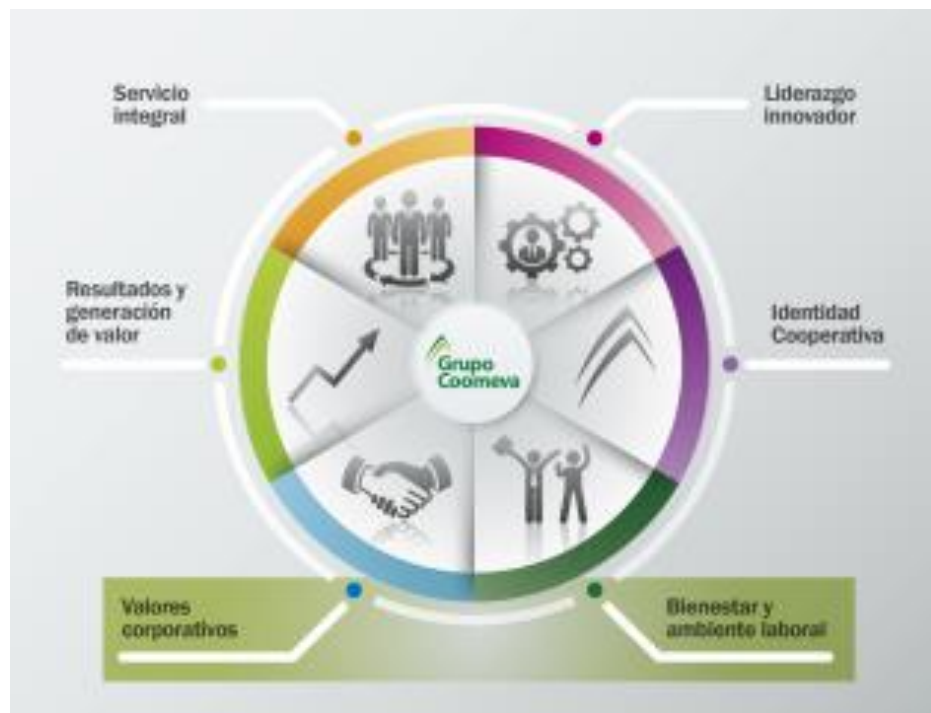 Servicio
integral
Liderazgo
innovador
Resultados y
generación
de valor
Identidad
Cooperativa
Grupo
Coomeva
Valores
corporativos
Bienestar y
ambiente laboral